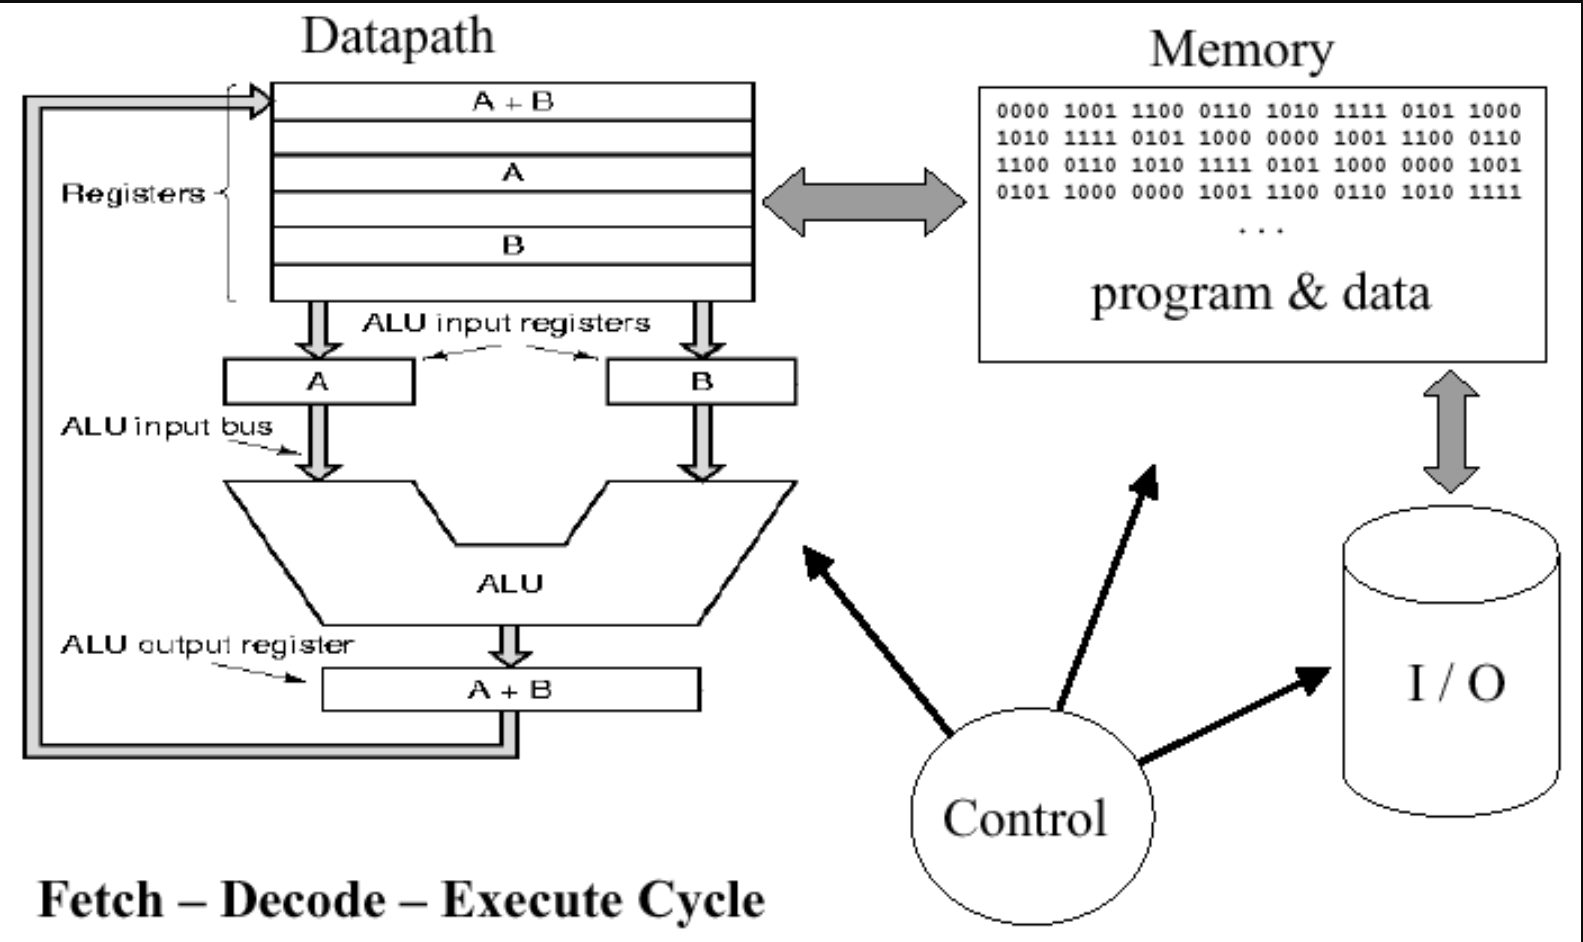 Datapath
Memory
A + B
A
B
Registers
0000 1001 1100 0110 1010 1111 0101 1000
1010 1111 0101 1000 0000 1001 1100 0110
1100 0110 1010 1111 0101 1000 0000 1001
0101 1000 0000 1001 1100 0110 1010 1111
. . .
program & data
ALU input registers
A
B
ALU input bus
ALU
ALU output register
A + B
I / O
Control
Fetch – Decode – Execute Cycle